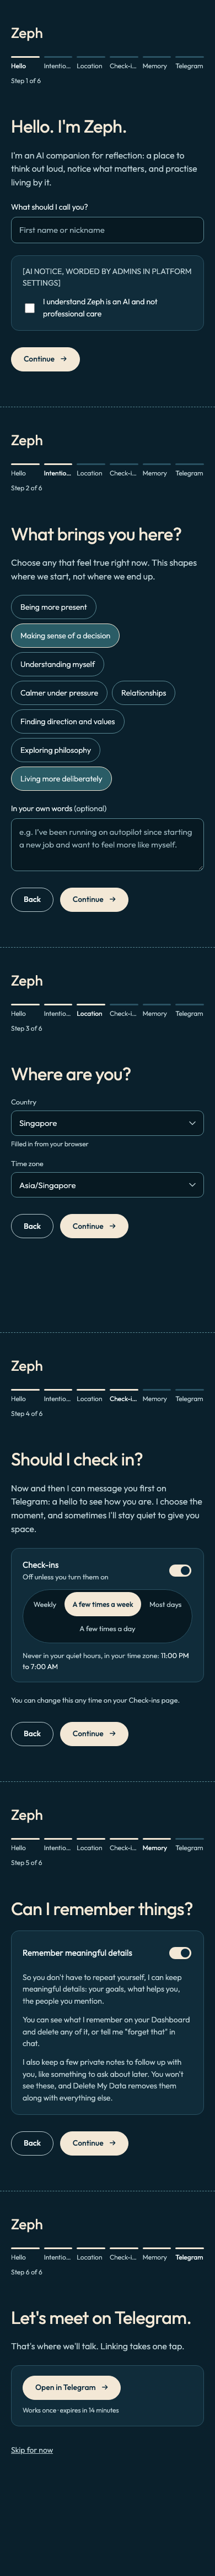 Zeph
Hello Intentio... Location Check-i... Memory Telegram
Step 1 of 6
Hello. I'm Zeph.
I'm an AI companion for reflection: a place to
think out loud, notice what matters, and practise
living by it.
What should I call you?
First name or nickname
[AI NOTICE, WORDED BY ADMINS IN PLATFORM
SETTINGS]
I understand Zeph is an AI and not
professional care
Continue →
Zeph
Hello Intentio... Location Check-i... Memory Telegram
Step 2 of 6
What brings you here?
Choose any that feel true right now. This shapes
where we start, not where we end up.
Being more present
Making sense of a decision
Understanding myself
Calmer under pressure Relationships
Finding direction and values
Exploring philosophy
Living more deliberately
In your own words (optional)
e.g. I've been running on autopilot since starting
a new job and want to feel more like myself.
Back Continue →
Zeph
Hello Intentio... Location Check-i... Memory Telegram
Step 3 of 6
Where are you?
Country
Singapore
Filled in from your browser
Time zone
Asia/Singapore
Back Continue →
Zeph
Hello Intentio... Location Check-i... Memory Telegram
Step 4 of 6
Should I check in?
Now and then I can message you first on
Telegram: a hello to see how you are. I choose the
moment, and sometimes I'll stay quiet to give you
space.
Check-ins
Off unless you turn them on
Weekly A few times a week Most days
A few times a day
Never in your quiet hours, in your time zone: 11:00 PM
to 7:00 AM
You can change this any time on your Check-ins page.
Back Continue →
Zeph
Hello Intentio... Location Check-i... Memory Telegram
Step 5 of 6
Can I remember things?
Remember meaningful details
So you don't have to repeat yourself, I can keep
meaningful details: your goals, what helps you,
the people you mention.
You can see what I remember on your Dashboard
and delete any of it, or tell me "forget that" in
chat.
I also keep a few private notes to follow up with
you, like something to ask about later. You won't
see these, and Delete My Data removes them
along with everything else.
Back Continue →
Zeph
Hello Intentio... Location Check-i... Memory Telegram
Step 6 of 6
Let's meet on Telegram.
That's where we'll talk. Linking takes one tap.
Open in Telegram →
Works once · expires in 14 minutes
Skip for now